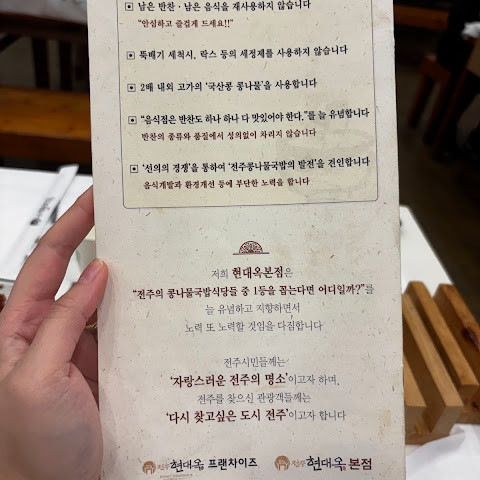 남은 반찬·남은 음식을 재사용하지 않습니다
“안심하고 즐겁게 드세요!!”
뚝배기 세척시, 락스 등의 세정제를 사용하지 않습니다
2배 내외 고가의 ‘국산콩 콩나물’을 사용합니다
“음식점은 반찬도 하나 하나 다 맛있어야 한다.”를 늘 유념합니다
반찬의 종류와 품질에서 성의없이 차리지 않습니다
‘선의의 경쟁’을 통하여 ‘전주콩나물국밥의 발전’을 견인합니다
음식개발과 환경개선 등에 부단한 노력을 합니다
저희 현대옥본점은
“전주의 콩나물국밥식당들 중 1등을 꼽는다면 어디일까?”를
늘 유념하고 지향하면서
노력 또 노력할 것임을 다짐합니다
전주시민들께는
‘자랑스러운 전주의 명소’이고자 하며,
전주를 찾으신 관광객들께는
‘다시 찾고싶은 도시 전주’이고자 합니다
전주 현대옥 프랜차이즈 전주 현대옥 본점